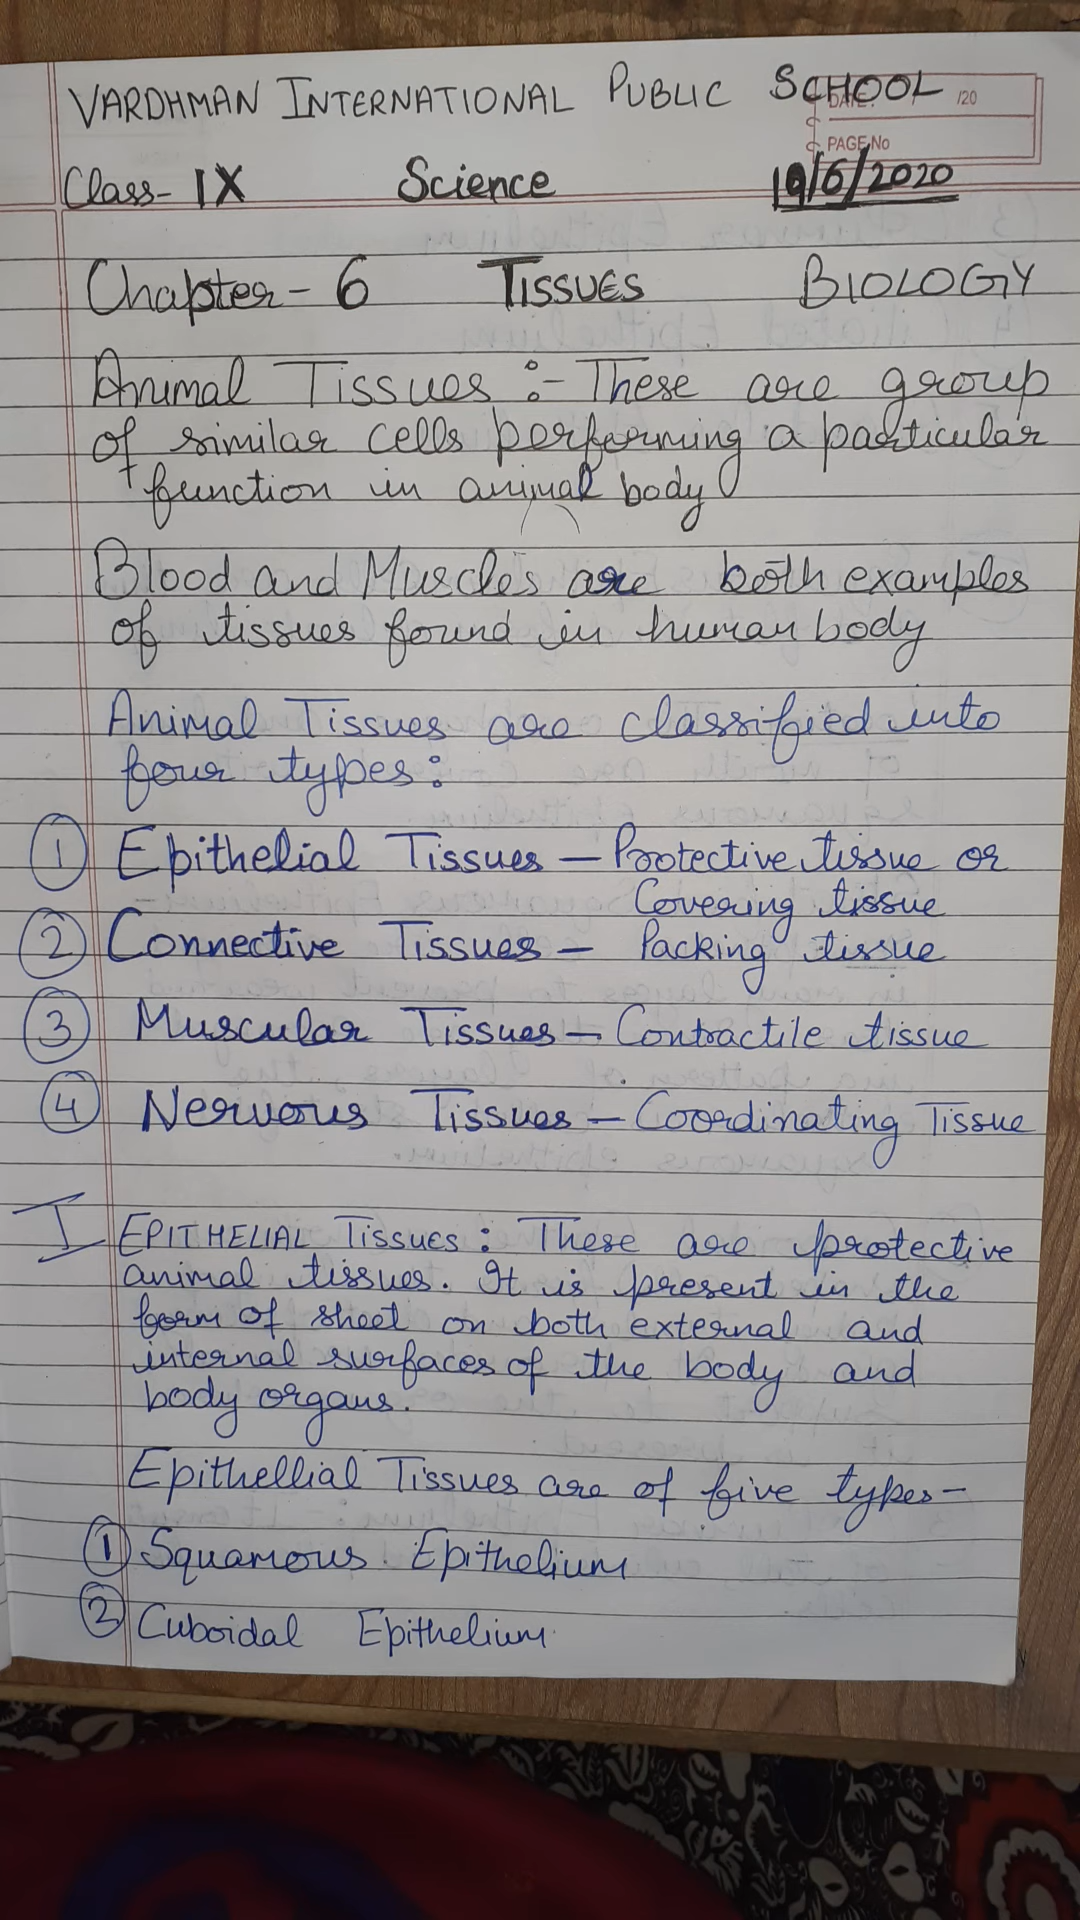 VARDHMAN INTERNATIONAL PUBLIC SCHOOL
DATE: /20
PAGE No
Class- IX Science 19/6/2020
Chapter- 6 TISSUES BIOLOGY
Animal Tissues :- These are group
of similar cells performing a particular
function in animal body
Blood and Muscles are both examples
of tissues found in human body
Animal Tissues are classified into
four types:
① Epithelial Tissues – Protective tissue or
Covering tissue
② Connective Tissues – Packing tissue
③ Muscular Tissues – Contractile tissue
④ Nervous Tissues – Coordinating Tissue
I EPITHELIAL Tissues : These are protective
animal tissues. It is present in the
form of sheet on both external and
internal surfaces of the body and
body organs.
Epithellial Tissues are of five types-
① Squamous Epithelium
② Cuboidal Epithelium